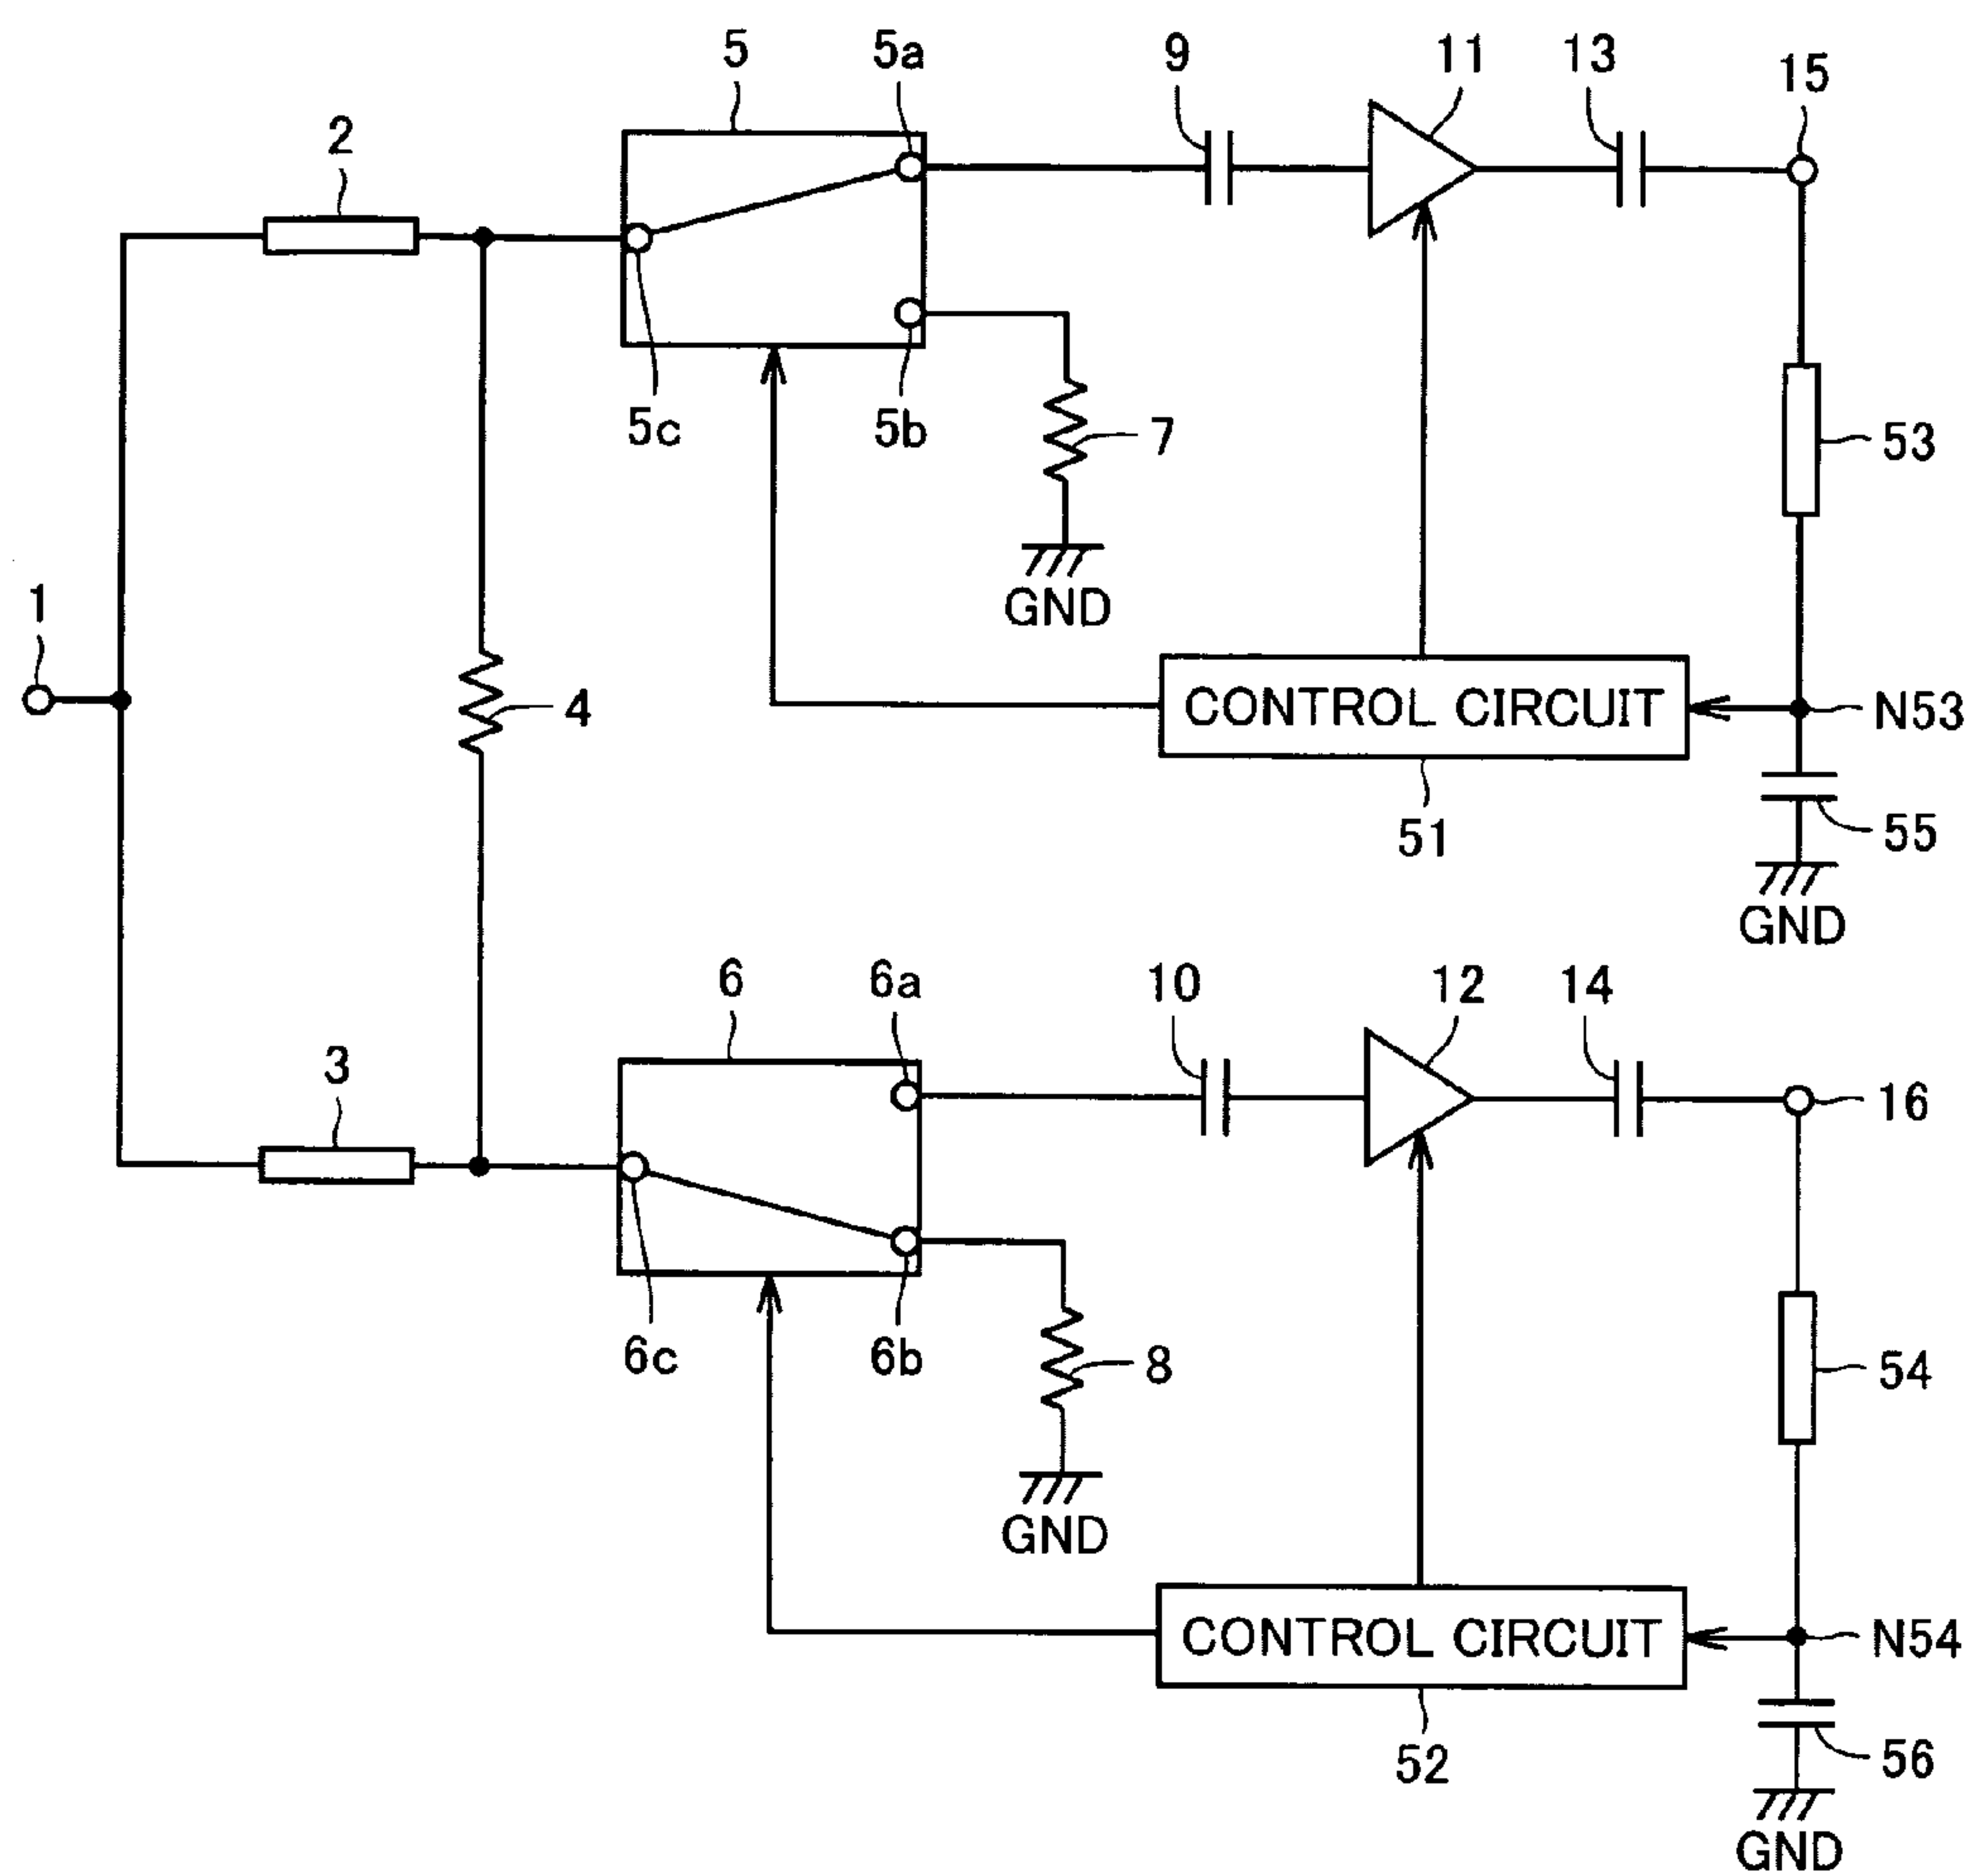 5
5a
9
11
13
15
2
5c
5b
7
53
GND
1
4
CONTROL CIRCUIT
N53
51
55
GND
6
6a
10
12
14
3
16
6c
6b
8
54
GND
CONTROL CIRCUIT
N54
52
56
GND